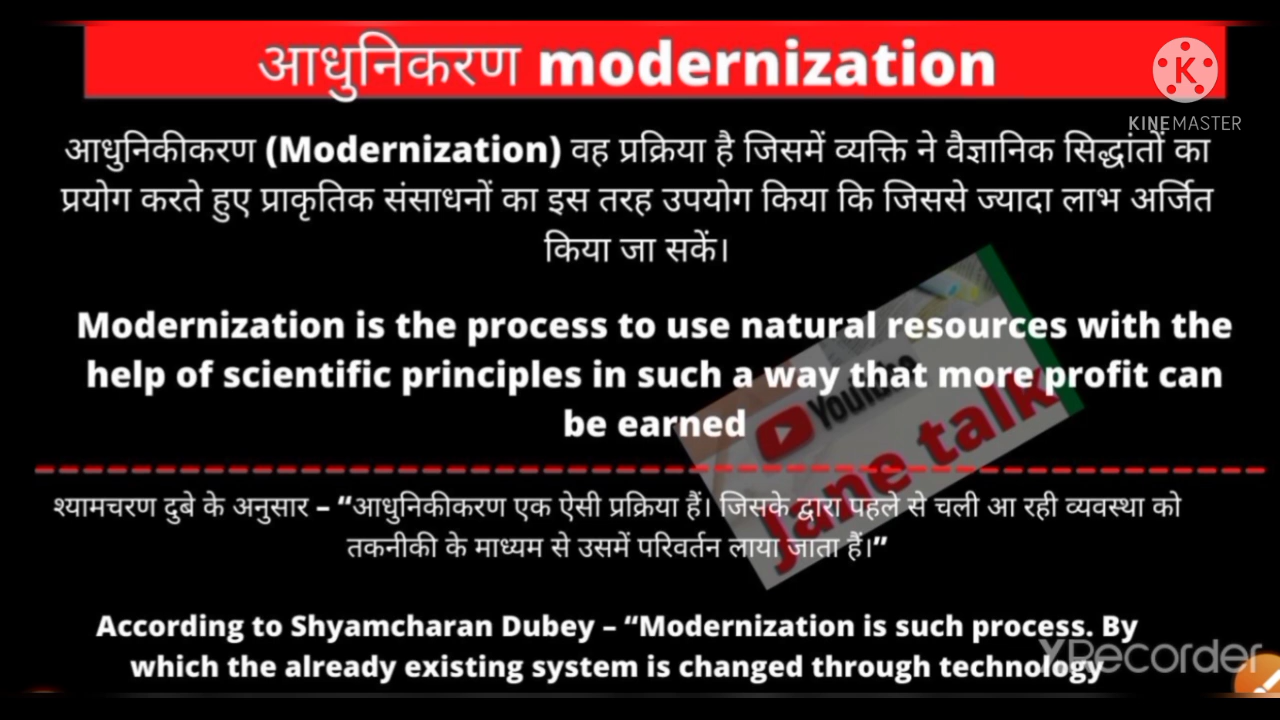 आधुनिकरण modernization
KINEMASTER
आधुनिकीकरण (Modernization) वह प्रक्रिया है जिसमें व्यक्ति ने वैज्ञानिक सिद्धांतों का
प्रयोग करते हुए प्राकृतिक संसाधनों का इस तरह उपयोग किया कि जिससे ज्यादा लाभ अर्जित
किया जा सकें।
Modernization is the process to use natural resources with the
help of scientific principles in such a way that more profit can
be earned
YouTube
Jane talk
श्यामचरण दुबे के अनुसार – “आधुनिकीकरण एक ऐसी प्रक्रिया हैं। जिसके द्वारा पहले से चली आ रही व्यवस्था को
तकनीकी के माध्यम से उसमें परिवर्तन लाया जाता हैं।”
According to Shyamcharan Dubey – “Modernization is such process. By
which the already existing system is changed through technology
XRecorder